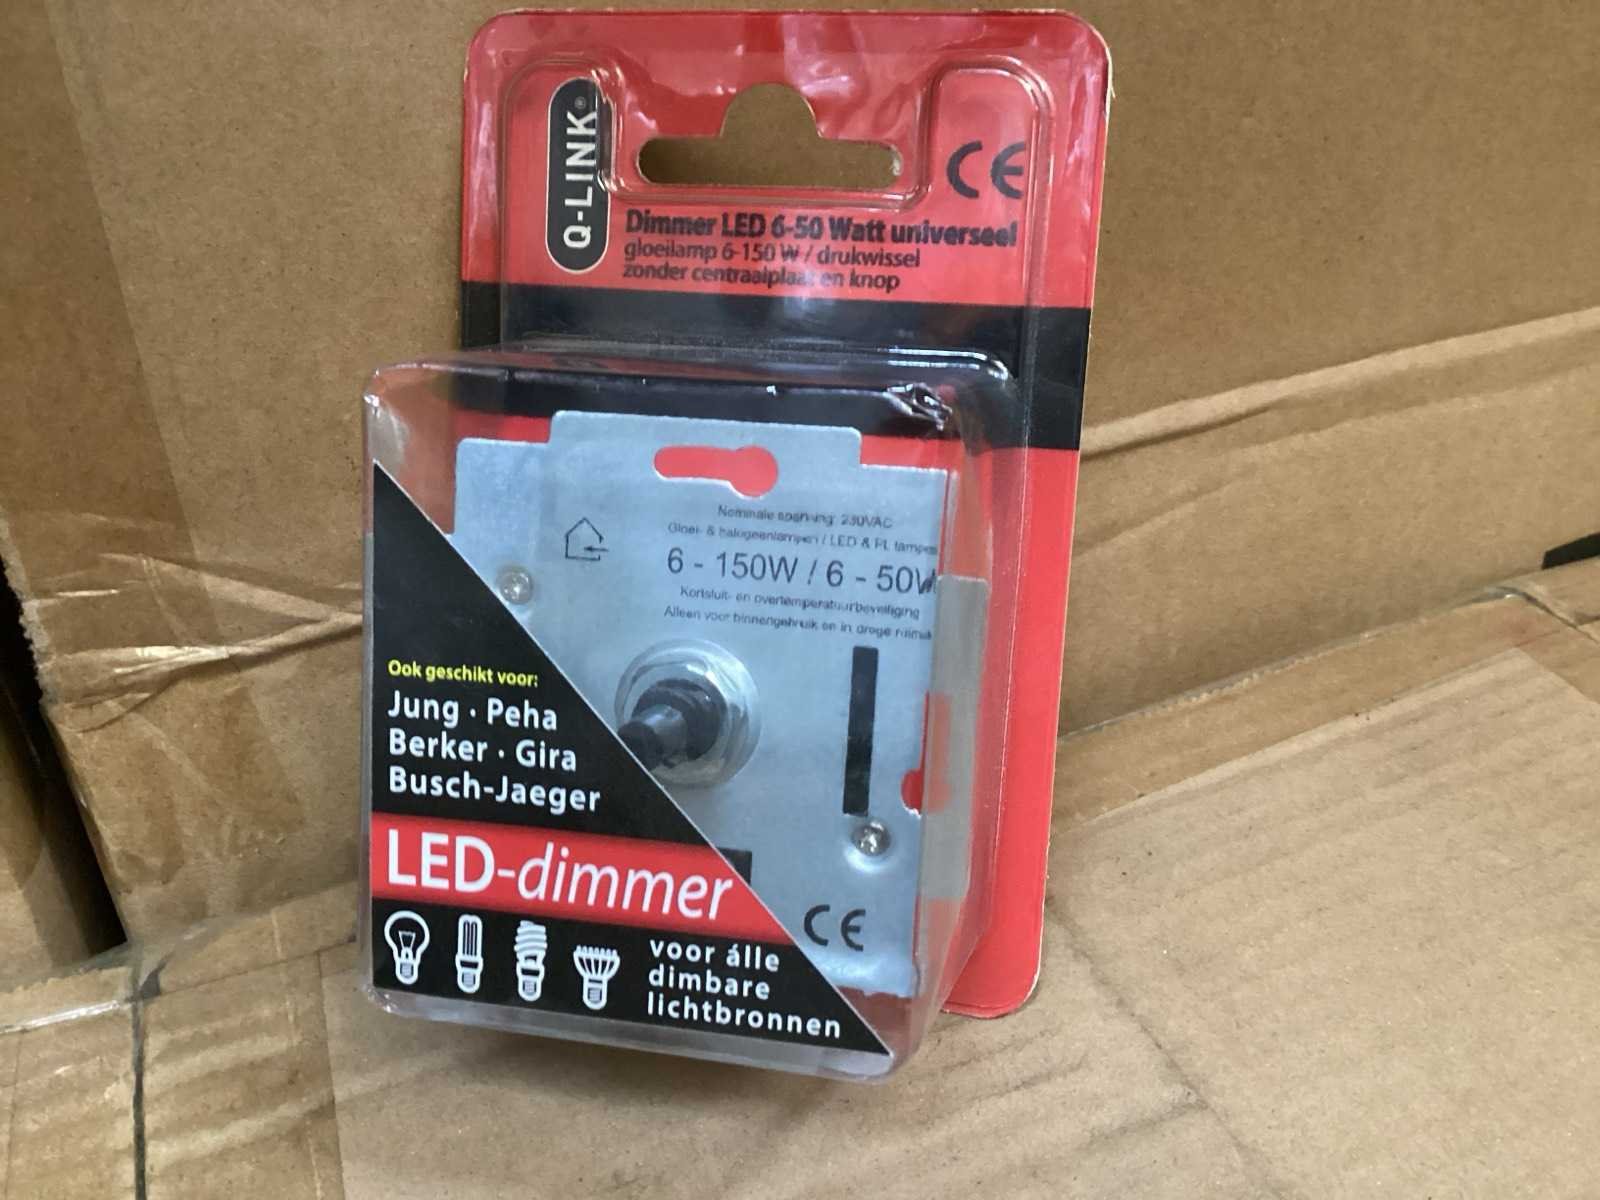 Q-LINK®
CE
Dimmer LED 6-50 Watt universeel
gloeilamp 6-150 W / drukwissel
zonder centraalplaat en knop
Nominale spanning: 230VAC
Gloei- & halogeenlampen / LED & PL lampen
6 - 150W / 6 - 50W
Kortsluit- en overtemperatuurbeveiliging
Alleen voor binnengebruik en in droge ruimte
Ook geschikt voor:
Jung · Peha
Berker · Gira
Busch-Jaeger
LED-dimmer
CE
voor álle
dimbare
lichtbronnen